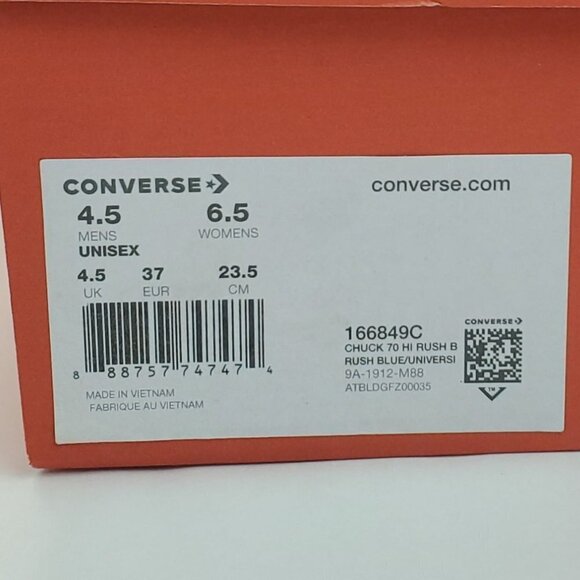 CONVERSE
converse.com
4.5 6.5
MENS WOMENS
UNISEX
4.5 37 23.5
UK EUR CM
8 88757 74747 4
MADE IN VIETNAM
FABRIQUE AU VIETNAM
166849C
CHUCK 70 HI RUSH B
RUSH BLUE/UNIVERSI
9A-1912-M88
ATBLDGFZ00035
CONVERSE
TM